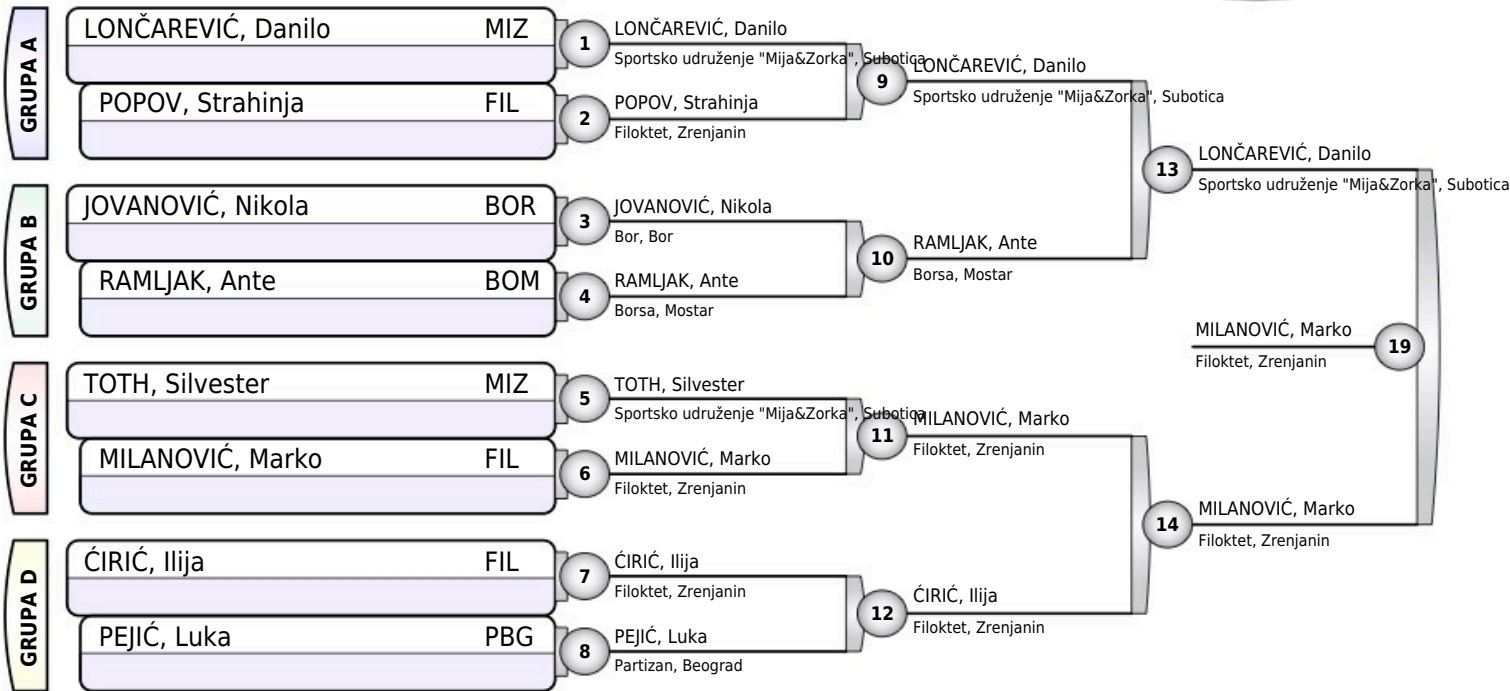 GRUPA A
LONČAREVIĆ, Danilo MIZ
POPOV, Strahinja FIL
GRUPA B
JOVANOVIĆ, Nikola BOR
RAMLJAK, Ante BOM
GRUPA C
TOTH, Silvester MIZ
MILANOVIĆ, Marko FIL
GRUPA D
ĆIRIĆ, Ilija FIL
PEJIĆ, Luka PBG
1
LONČAREVIĆ, Danilo
Sportsko udruženje "Mija&Zorka", Subotica
2
POPOV, Strahinja
Filoktet, Zrenjanin
3
JOVANOVIĆ, Nikola
Bor, Bor
4
RAMLJAK, Ante
Borsa, Mostar
5
TOTH, Silvester
Sportsko udruženje "Mija&Zorka", Subotica
6
MILANOVIĆ, Marko
Filoktet, Zrenjanin
7
ĆIRIĆ, Ilija
Filoktet, Zrenjanin
8
PEJIĆ, Luka
Partizan, Beograd
9
LONČAREVIĆ, Danilo
Sportsko udruženje "Mija&Zorka", Subotica
10
RAMLJAK, Ante
Borsa, Mostar
11
MILANOVIĆ, Marko
Filoktet, Zrenjanin
12
ĆIRIĆ, Ilija
Filoktet, Zrenjanin
13
LONČAREVIĆ, Danilo
Sportsko udruženje "Mija&Zorka", Subotica
14
MILANOVIĆ, Marko
Filoktet, Zrenjanin
MILANOVIĆ, Marko
Filoktet, Zrenjanin
19